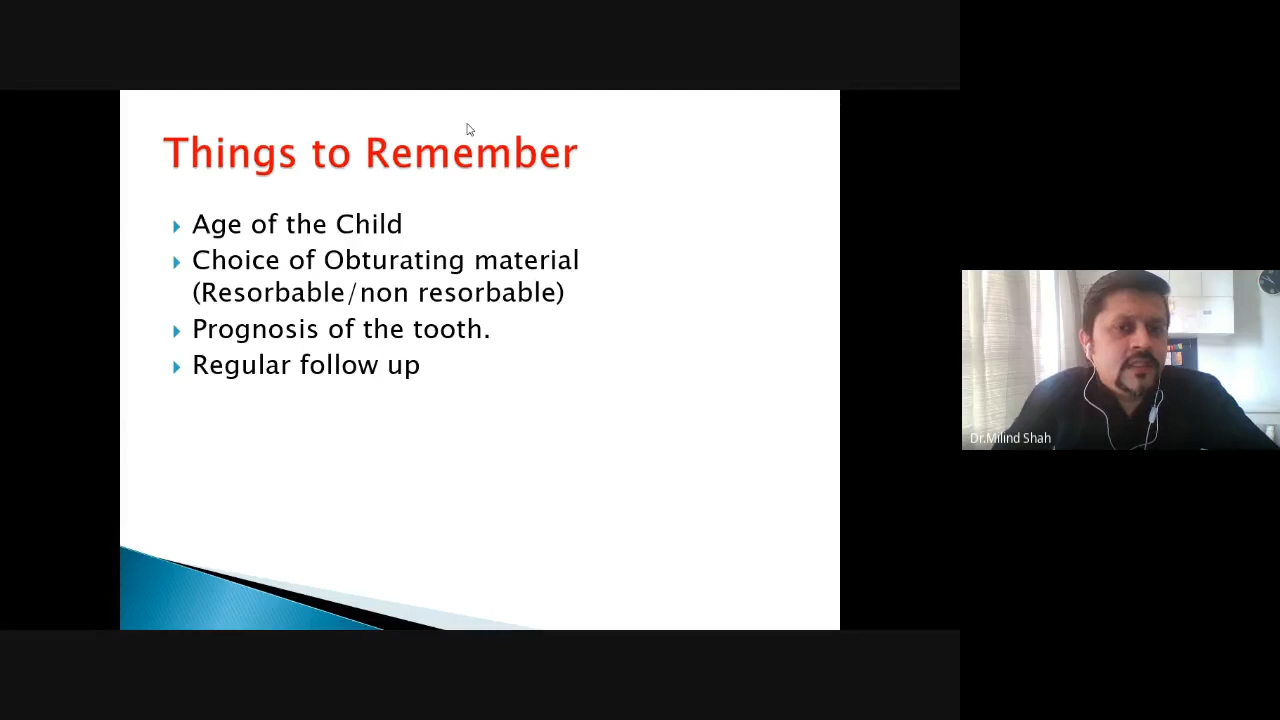 Things to Remember
Age of the Child
Choice of Obturating material
(Resorbable/non resorbable)
Prognosis of the tooth.
Regular follow up
Dr.Milind Shah